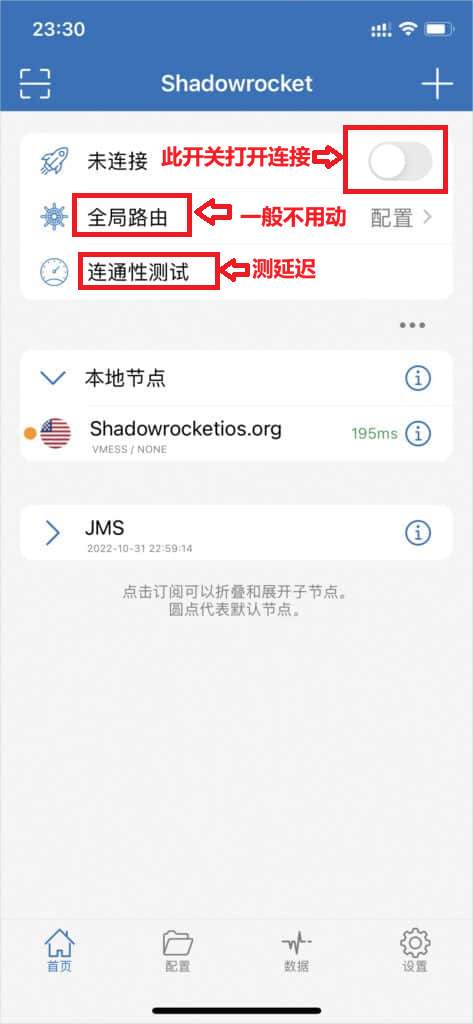 23:30
Shadowrocket
未连接 此开关打开连接
全局路由 一般不用动 配置
连通性测试 测延迟
本地节点
Shadowrocketios.org 195ms
VMESS / NONE
JMS
2022-10-31 22:59:14
点击订阅可以折叠和展开子节点。
圆点代表默认节点。
首页 配置 数据 设置